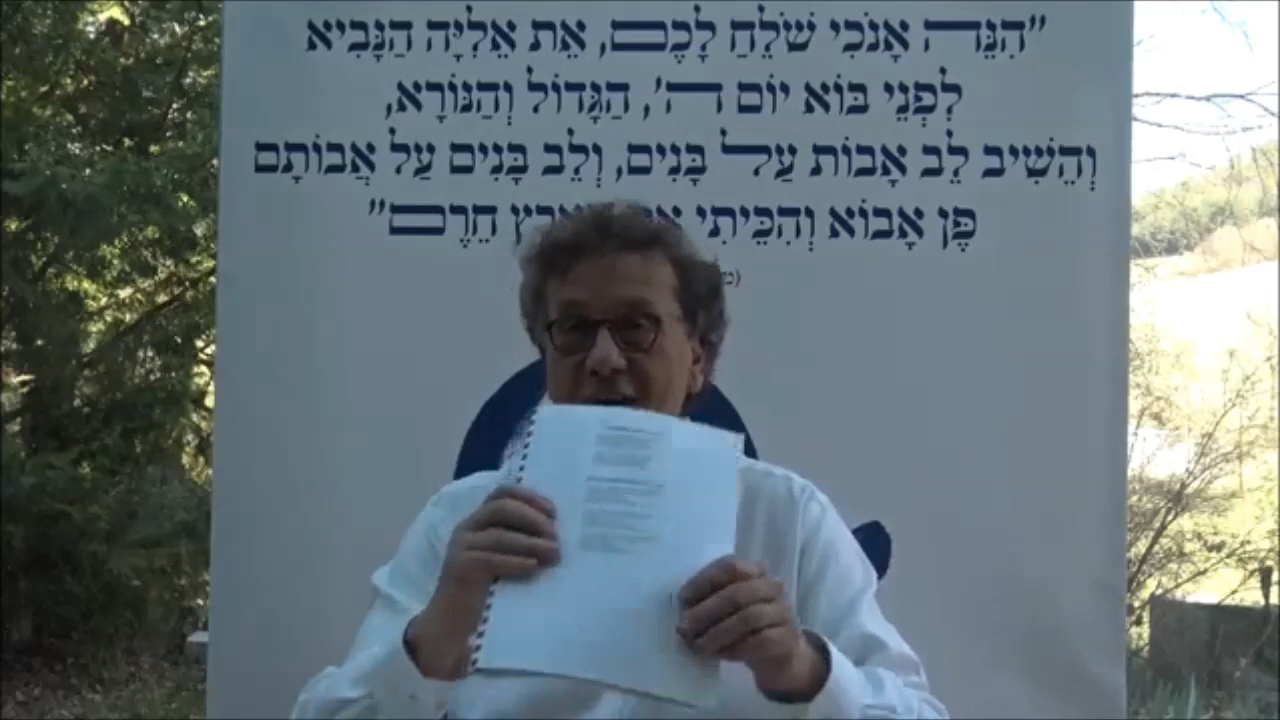 "הִנֵּה אָנֹכִי שֹׁלֵחַ לָכֶם, אֵת אֵלִיָּה הַנָּבִיא
לִפְנֵי בּוֹא יוֹם ה', הַגָּדוֹל וְהַנּוֹרָא,
וְהֵשִׁיב לֵב אָבוֹת עַל בָּנִים, וְלֵב בָּנִים עַל אֲבוֹתָם
פֶּן אָבוֹא וְהִכֵּיתִי חֵרֶם"